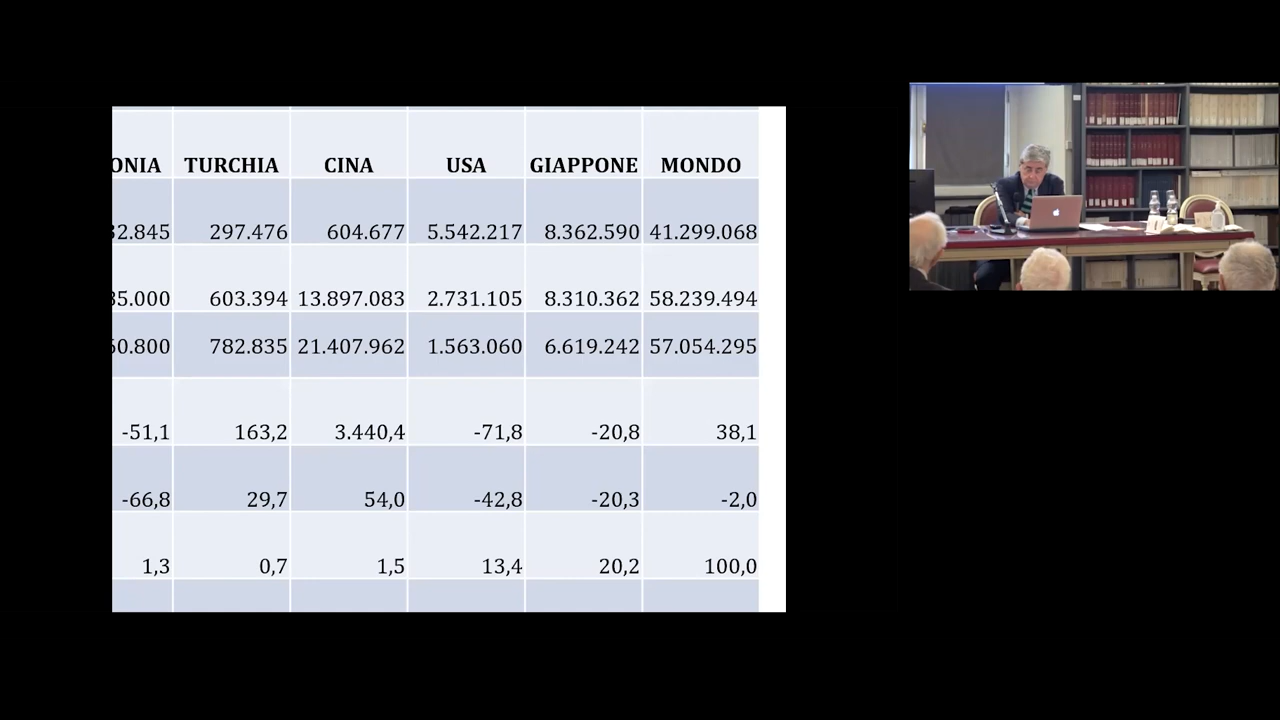 ONIA TURCHIA CINA USA GIAPPONE MONDO
2.845 297.476 604.677 5.542.217 8.362.590 41.299.068
5.000 603.394 13.897.083 2.731.105 8.310.362 58.239.494
0.800 782.835 21.407.962 1.563.060 6.619.242 57.054.295
-51,1 163,2 3.440,4 -71,8 -20,8 38,1
-66,8 29,7 54,0 -42,8 -20,3 -2,0
1,3 0,7 1,5 13,4 20,2 100,0